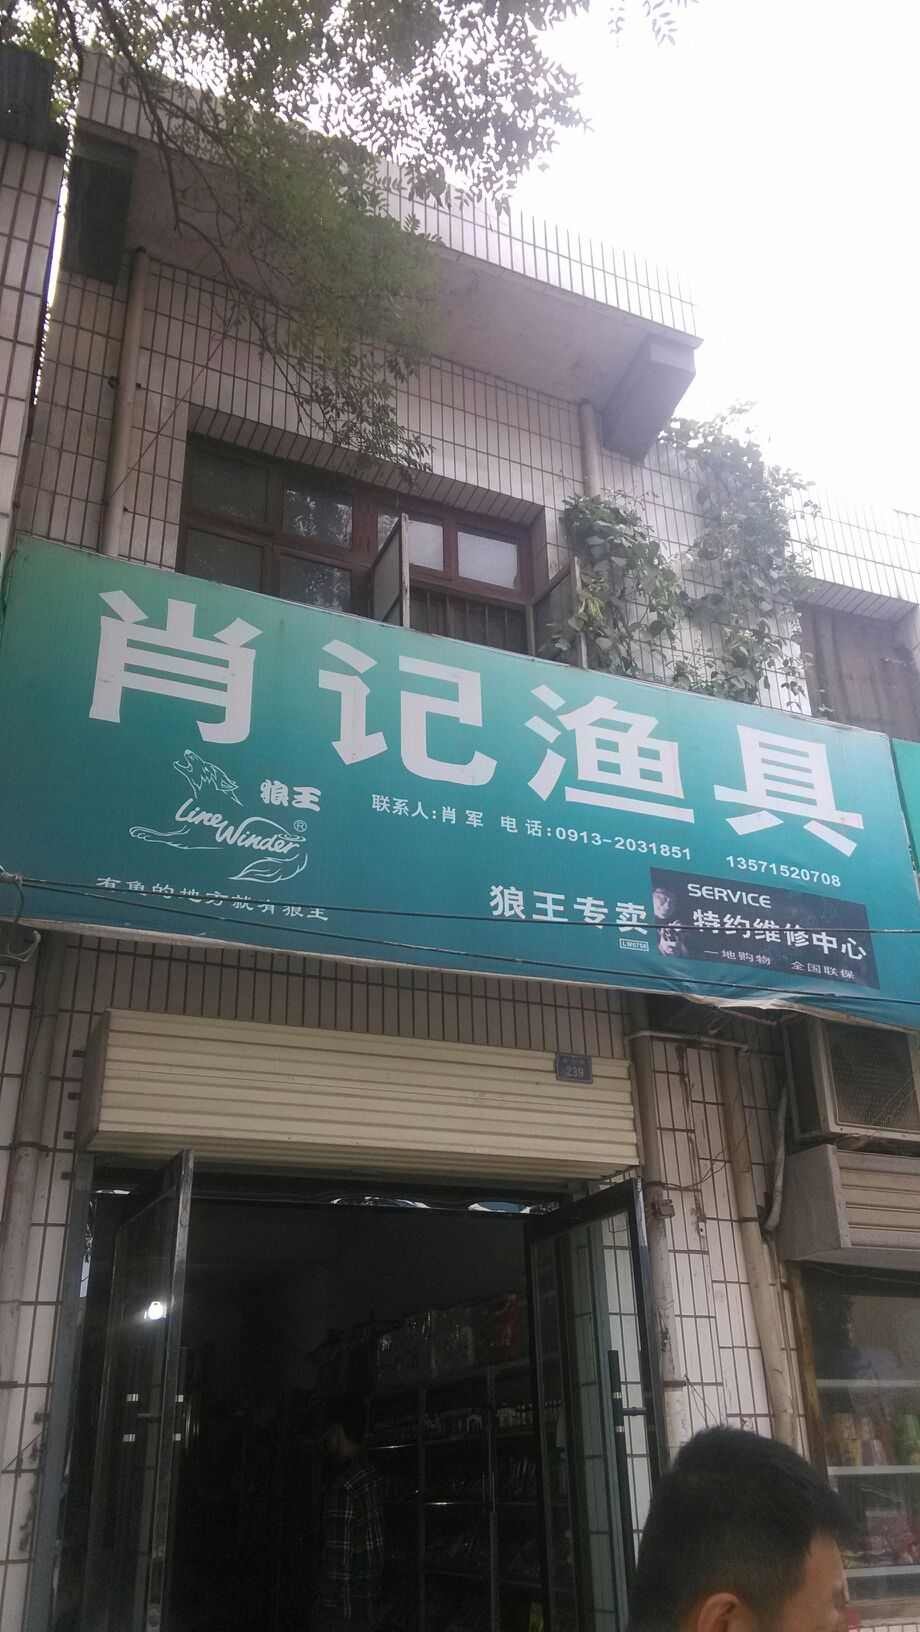 肖记渔具
狼王
Line Winder®
联系人:肖军 电话:0913-2031851 13571520708
有鱼的地方就有狼王
狼王专卖
LW0756
SERVICE
特约维修中心
一地购物 全国联保
239